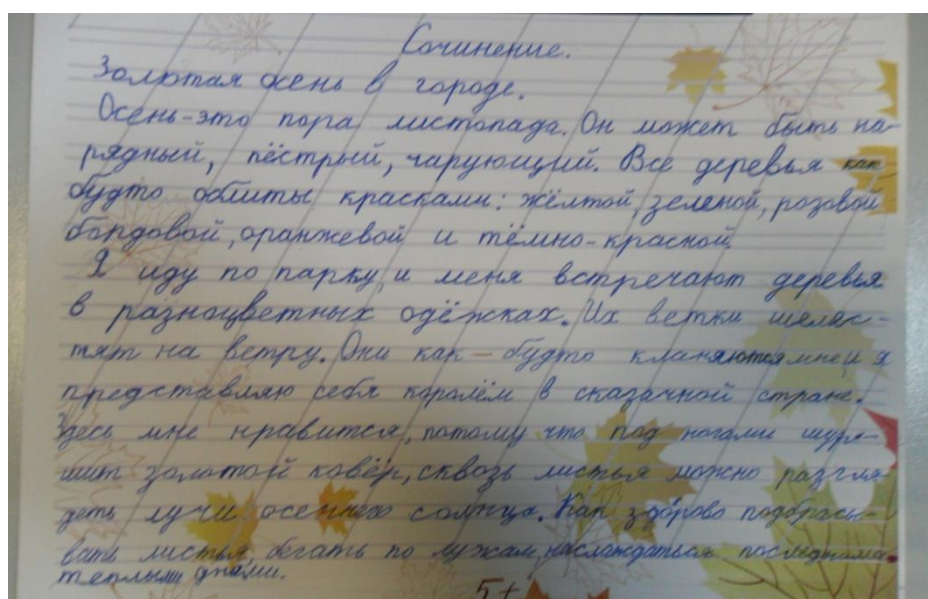 Сочинение.
Золотая осень в городе.
Осень-это пора листопада. Он может быть на-
рядный, пёстрый, чарующий. Все деревья как
будто облиты красками: жёлтой, зеленой, розовой
бордовой, оранжевой и тёмно-красной.
Я иду по парку, и меня встречают деревья
в разноцветных одёжках. Их ветки шелес-
тят на ветру. Они как-будто кланяются мне и я
представляю себя королём в сказачной стране.
Здесь мне нравится, потому что под ногами шур-
шит золотой ковёр, сквозь листья можно разгля-
деть лучи осеннего солнца. Как здорово подбрасы-
вать листья, бегать по лужам, наслаждаться последними
теплыми днями.
5+